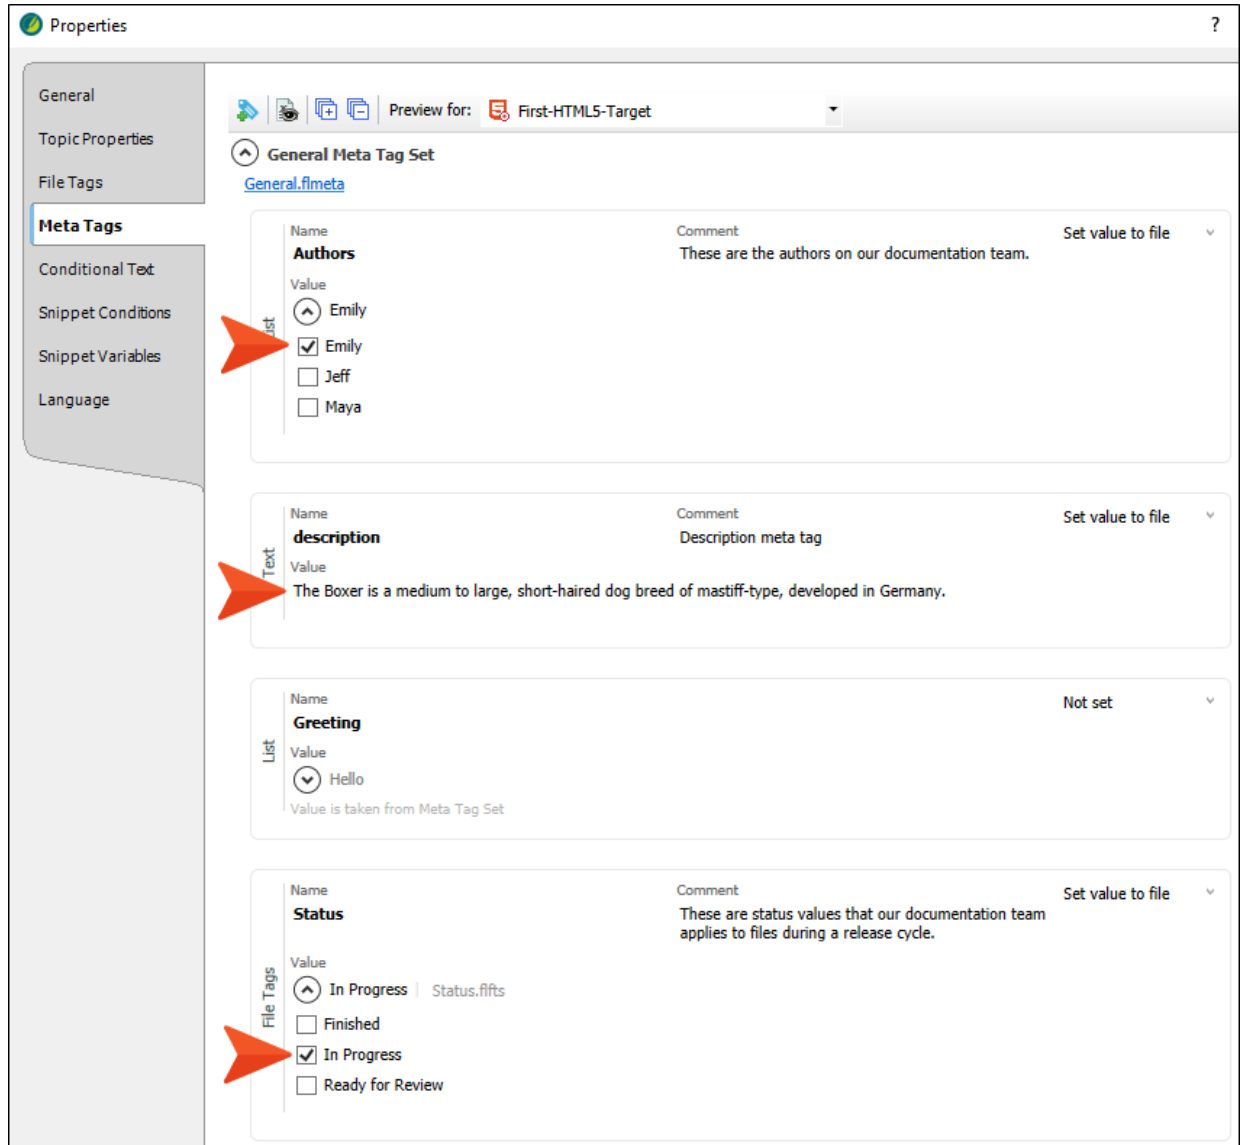 Properties
?
General
Topic Properties
File Tags
Meta Tags
Conditional Text
Snippet Conditions
Snippet Variables
Language
Preview for: First-HTML5-Target
General Meta Tag Set
General.flmeta
Name
Authors
Comment
These are the authors on our documentation team.
Set value to file
Value
Emily
Emily
Jeff
Maya
Name
description
Comment
Description meta tag
Set value to file
Text
Value
The Boxer is a medium to large, short-haired dog breed of mastiff-type, developed in Germany.
Name
Greeting
Not set
List
Value
Hello
Value is taken from Meta Tag Set
Name
Status
Comment
These are status values that our documentation team
applies to files during a release cycle.
Set value to file
File Tags
Value
In Progress Status.flfts
Finished
In Progress
Ready for Review